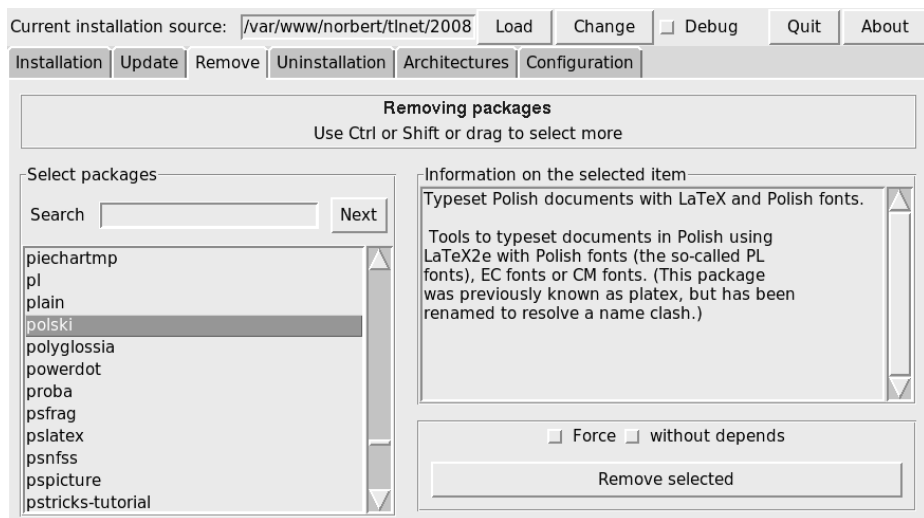 Current installation source: /var/www/norbert/tlnet/2008 Load Change Debug Quit About
Installation Update Remove Uninstallation Architectures Configuration
Removing packages
Use Ctrl or Shift or drag to select more
Select packages
Search Next
piechartmp
pl
plain
polski
polyglossia
powerdot
proba
psfrag
pslatex
psnfss
pspicture
pstricks-tutorial
Information on the selected item
Typeset Polish documents with LaTeX and Polish fonts.
Tools to typeset documents in Polish using
LaTeX2e with Polish fonts (the so-called PL
fonts), EC fonts or CM fonts. (This package
was previously known as platex, but has been
renamed to resolve a name clash.)
Force without depends
Remove selected